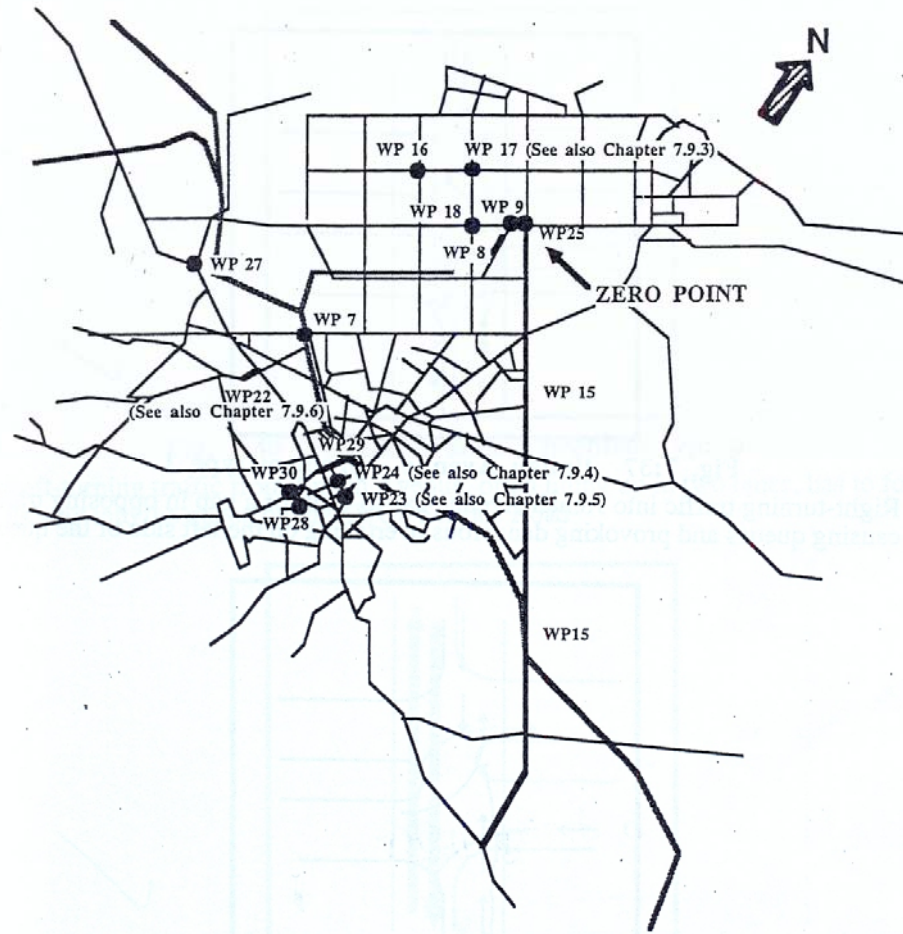 N
WP 16
WP 17 (See also Chapter 7.9.3)
WP 18
WP 9
WP 8
WP25
WP 27
ZERO POINT
WP 7
WP22
WP 15
(See also Chapter 7.9.6)
WP29
WP30
WP24 (See also Chapter 7.9.4)
WP23 (See also Chapter 7.9.5)
WP28
WP15